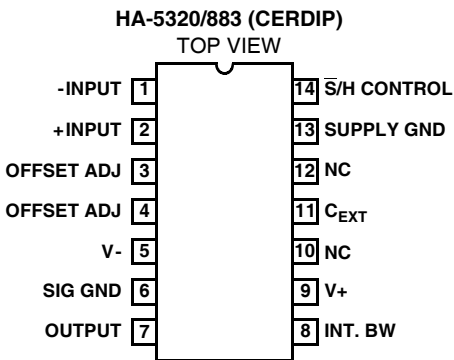 HA-5320/883 (CERDIP)
TOP VIEW
-INPUT 1
+INPUT 2
OFFSET ADJ 3
OFFSET ADJ 4
V- 5
SIG GND 6
OUTPUT 7
14 S̅/H CONTROL
13 SUPPLY GND
12 NC
11 C_EXT
10 NC
9 V+
8 INT. BW